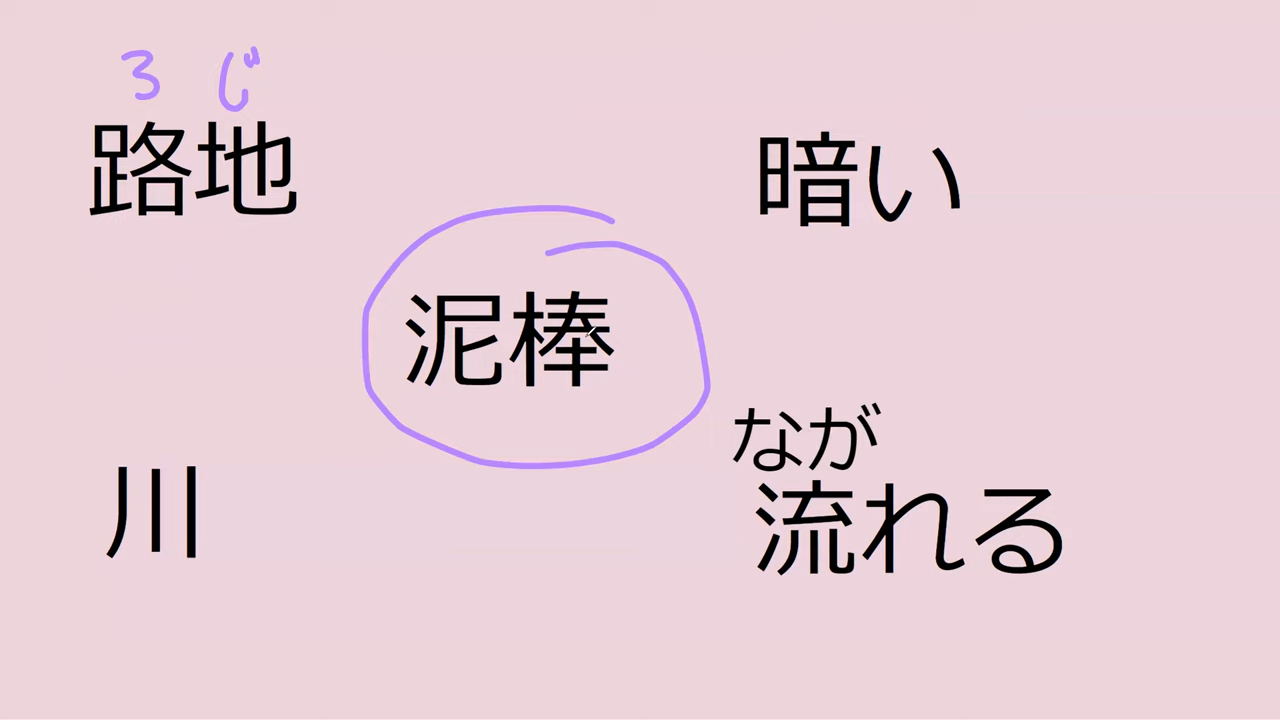 ろじ
路地
暗い
泥棒
なが
流れる
川